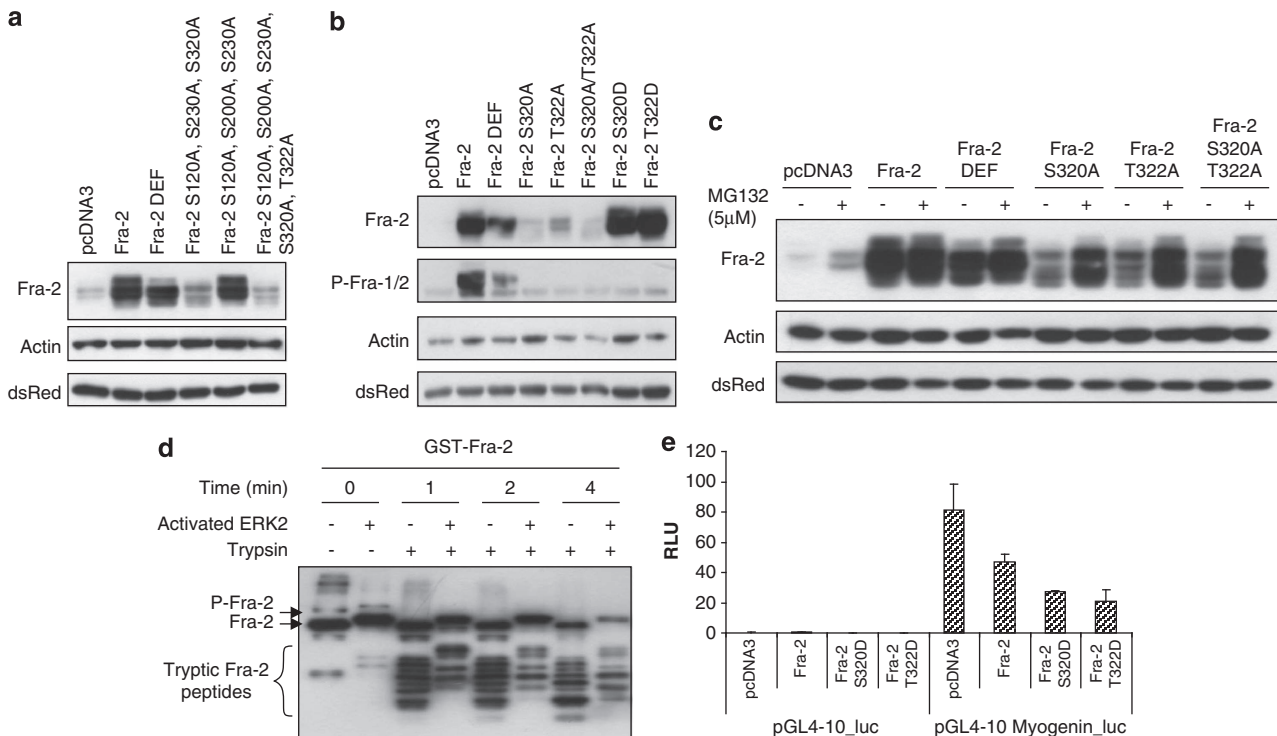 a
pcDNA3
Fra-2
Fra-2 DEF
Fra-2 S120A, S230A, S320A
Fra-2 S120A, S200A, S230A
Fra-2 S120A, S200A, S230A,
S320A, T322A
Fra-2
Actin
dsRed
b
pcDNA3
Fra-2
Fra-2 DEF
Fra-2 S320A
Fra-2 T322A
Fra-2 S320A/T322A
Fra-2 S320D
Fra-2 T322D
Fra-2
P-Fra-1/2
Actin
dsRed
c
pcDNA3
Fra-2
Fra-2
DEF
Fra-2
S320A
Fra-2
T322A
Fra-2
S320A
T322A
MG132
(5μM)
- + - + - + - + - + - +
Fra-2
Actin
dsRed
d
GST-Fra-2
Time (min) 0 1 2 4
Activated ERK2 - + - + - + - +
Trypsin - - + + + + + +
P-Fra-2
Fra-2
Tryptic Fra-2
peptides
e
RLU
120
100
80
60
40
20
0
pcDNA3
Fra-2
Fra-2
S320D
Fra-2
T322D
pcDNA3
Fra-2
Fra-2
S320D
Fra-2
T322D
pGL4-10_luc
pGL4-10 Myogenin_luc